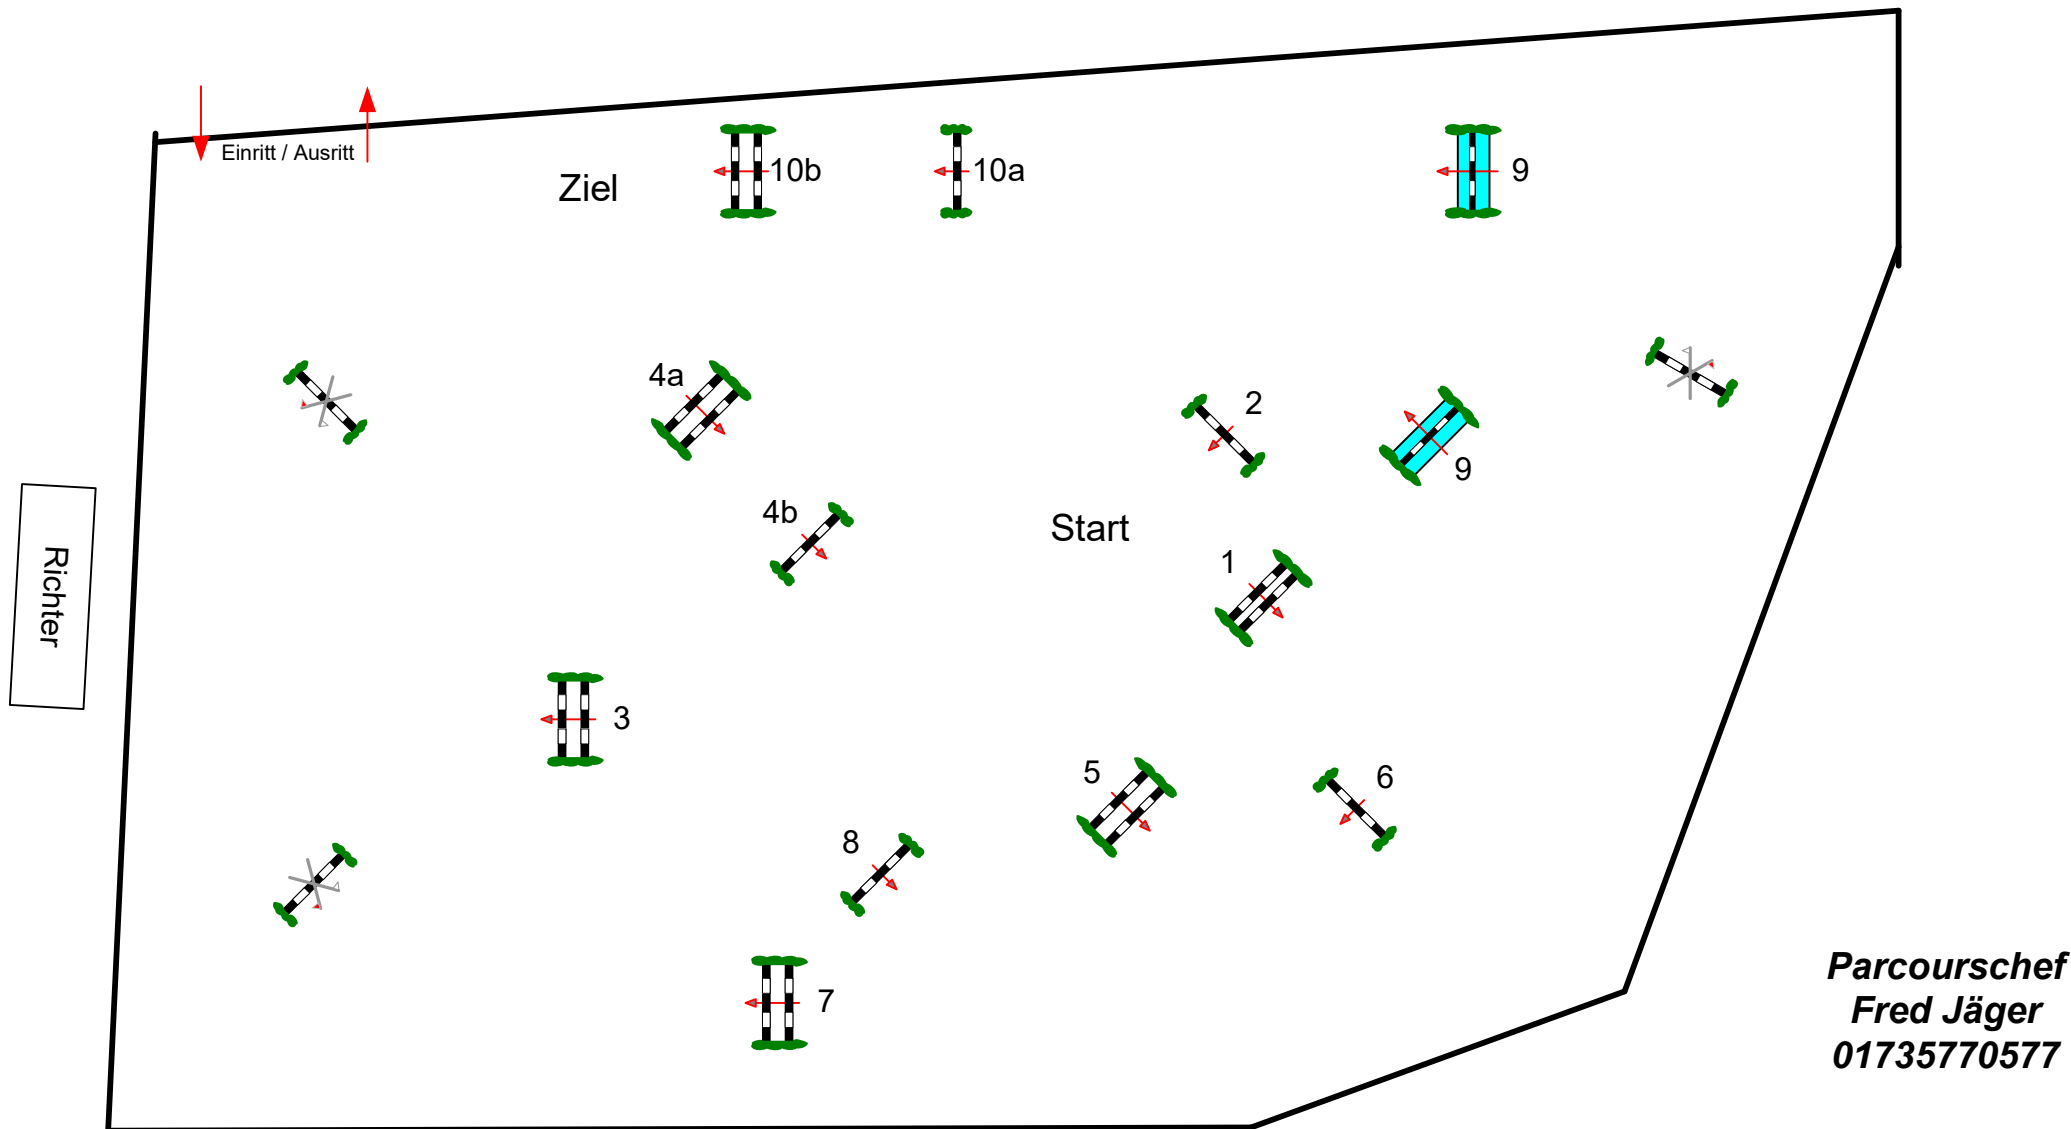 Einritt / Ausritt
Ziel
10b
10a
9
4a
2
9
4b
Start
1
Richter
3
5
6
8
7
Parcourschef
Fred Jäger
01735770577